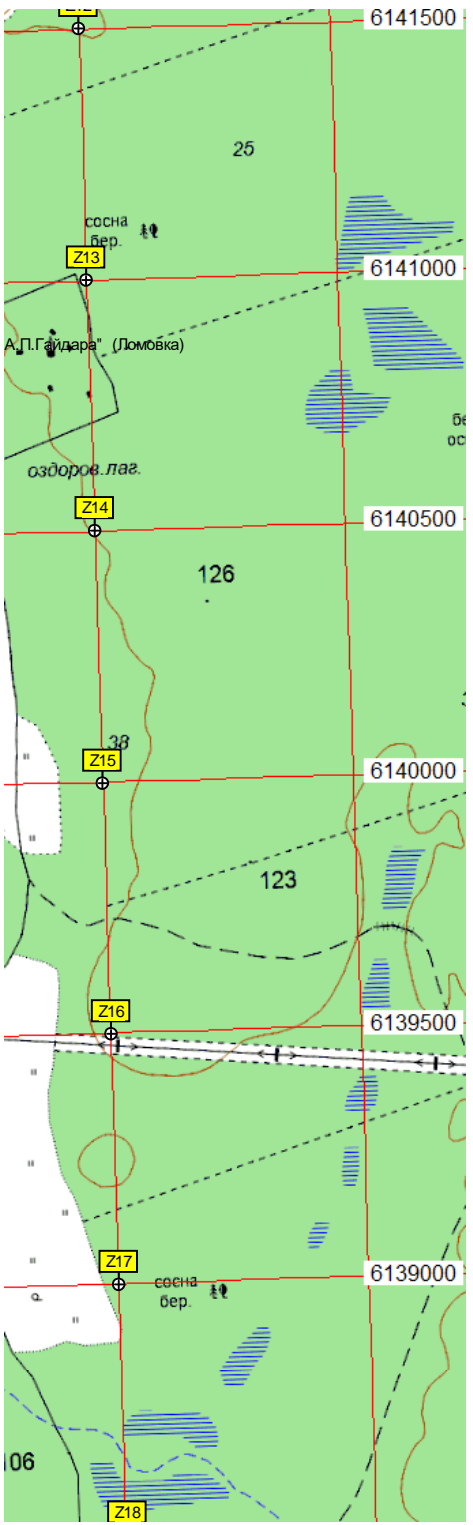 6141500
25
сосна
бер.
Z13
6141000
А.П.Гайдара" (Ломовка)
оздоров.лаг.
Z14
6140500
126
38
Z15
6140000
123
Z16
6139500
Z17
6139000
сосна
бер.
106
Z18